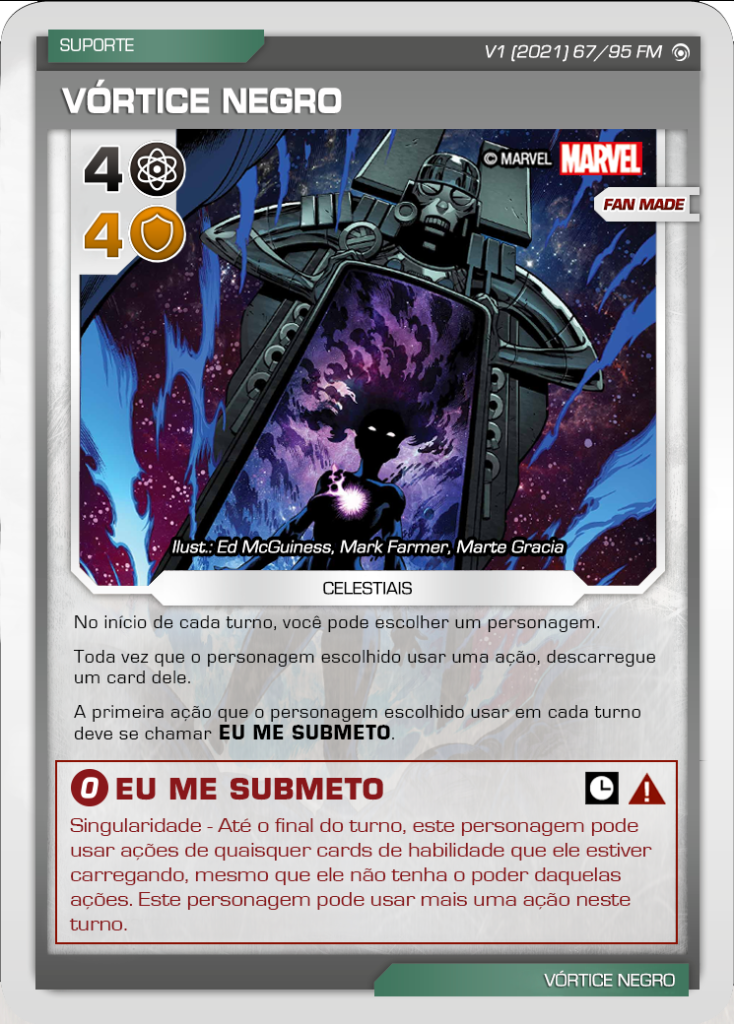 SUPORTE
V1 (2021) 67/95 FM
VÓRTICE NEGRO
4
© MARVEL MARVEL
FAN MADE
4
Ilust.: Ed McGuiness, Mark Farmer, Marte Gracia
CELESTIAIS
No início de cada turno, você pode escolher um personagem.
Toda vez que o personagem escolhido usar uma ação, descarregue
um card dele.
A primeira ação que o personagem escolhido usar em cada turno
deve se chamar EU ME SUBMETO.
0 EU ME SUBMETO
Singularidade - Até o final do turno, este personagem pode
usar ações de quaisquer cards de habilidade que ele estiver
carregando, mesmo que ele não tenha o poder daquelas
ações. Este personagem pode usar mais uma ação neste
turno.
VÓRTICE NEGRO